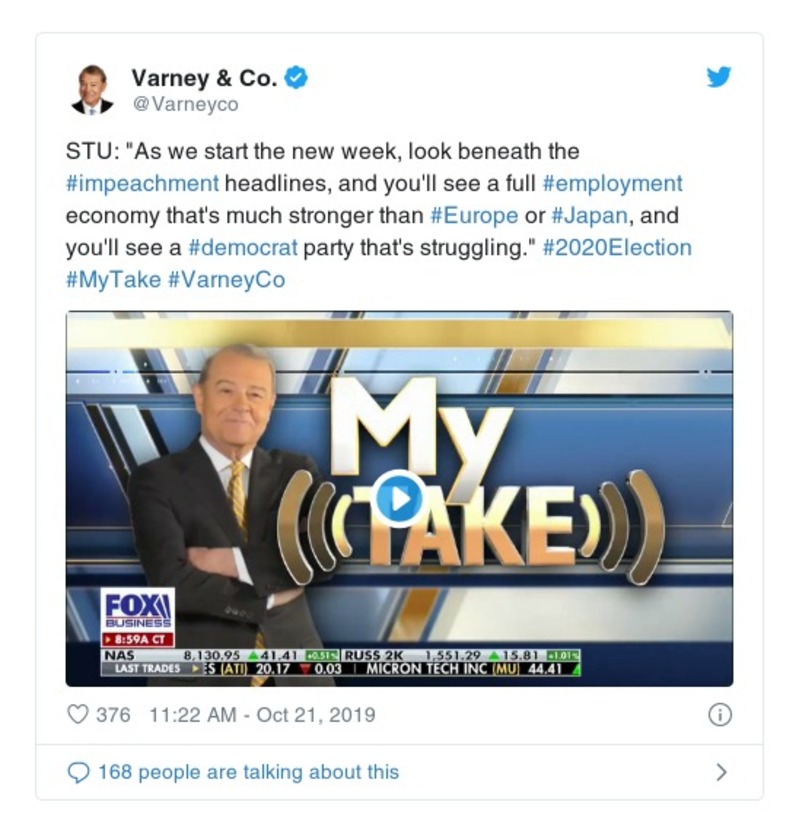 Varney & Co.
@Varneyco
STU: "As we start the new week, look beneath the
#impeachment headlines, and you'll see a full #employment
economy that's much stronger than #Europe or #Japan, and
you'll see a #democrat party that's struggling." #2020Election
#MyTake #VarneyCo
My
TAKE
FOX
BUSINESS
8:59A CT
NAS 8,130.95 ▲41.41 +0.51% RUSS 2K 1,551.29 ▲15.81 +1.01%
LAST TRADES ES (ATI) 20.17 ▼0.03 MICRON TECH INC (MU) 44.41
376 11:22 AM - Oct 21, 2019
168 people are talking about this